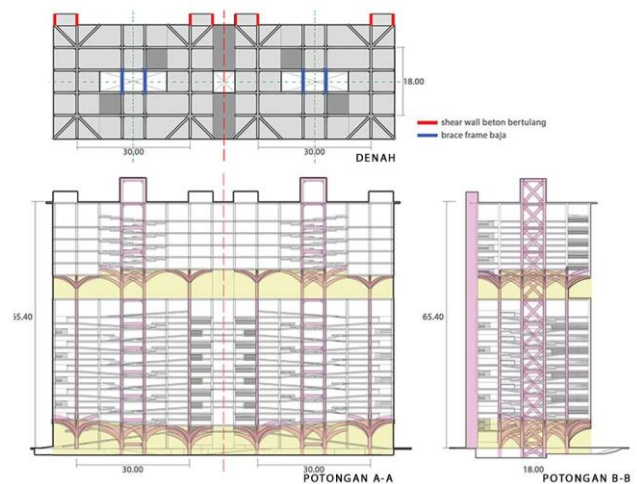 18.00
shear wall beton bertulang
brace frame baja
30.00 30.00
DENAH
65.40
65.40
30.00 30.00
POTONGAN A-A
18.00
POTONGAN B-B